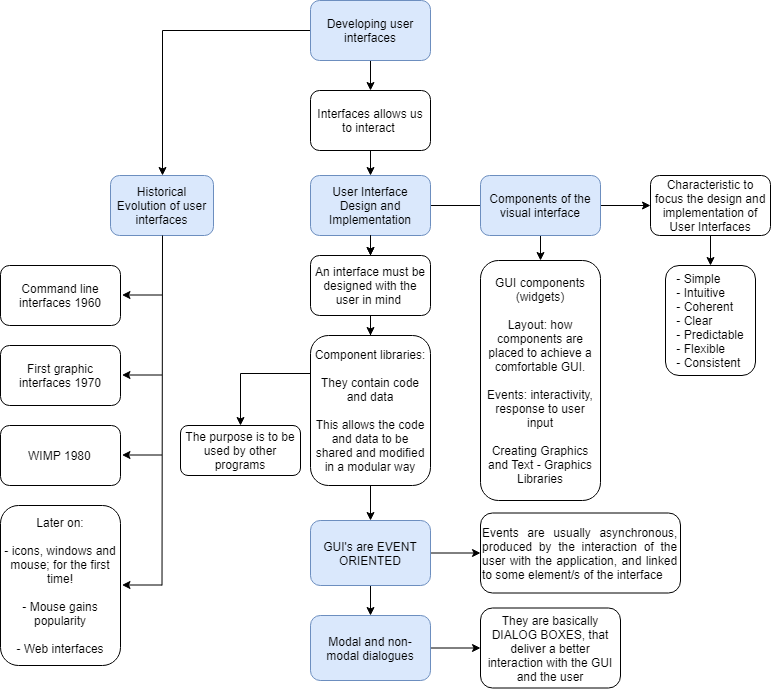 Developing user
interfaces
Interfaces allows us
to interact
Historical
Evolution of user
interfaces
User Interface
Design and
Implementation
Components of the
visual interface
Characteristic to
focus the design and
implementation of
User Interfaces
Command line
interfaces 1960
First graphic
interfaces 1970
WIMP 1980
Later on:
- icons, windows and
mouse; for the first
time!
- Mouse gains
popularity
- Web interfaces
An interface must be
designed with the
user in mind
Component libraries:
They contain code
and data
This allows the code
and data to be
shared and modified
in a modular way
The purpose is to be
used by other
programs
GUI components
(widgets)
Layout: how
components are
placed to achieve a
comfortable GUI.
Events: interactivity,
response to user
input
Creating Graphics
and Text - Graphics
Libraries
- Simple
- Intuitive
- Coherent
- Clear
- Predictable
- Flexible
- Consistent
GUI's are EVENT
ORIENTED
Events are usually asynchronous,
produced by the interaction of the
user with the application, and linked
to some element/s of the interface
Modal and non-
modal dialogues
They are basically
DIALOG BOXES, that
deliver a better
interaction with the GUI
and the user